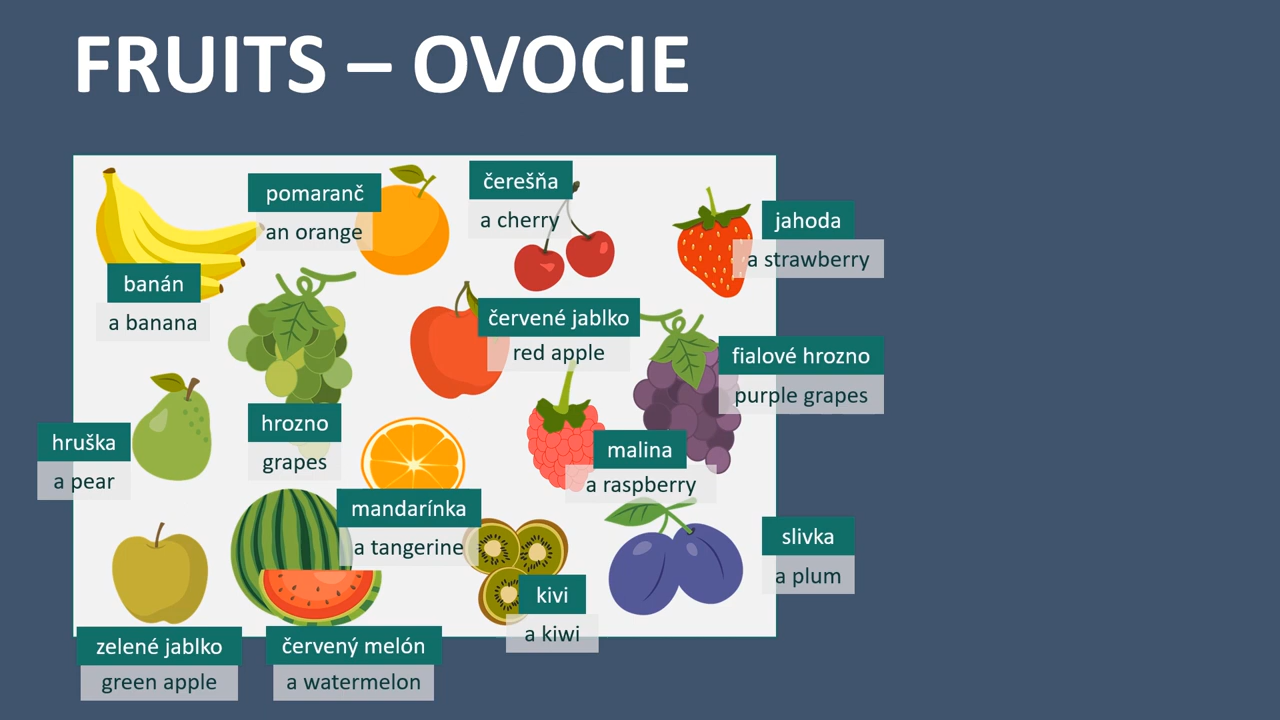 FRUITS – OVOCIE
pomaranč
an orange
čerešňa
a cherry
jahoda
a strawberry
banán
a banana
červené jablko
red apple
fialové hrozno
purple grapes
hruška
a pear
hrozno
grapes
malina
a raspberry
mandarínka
a tangerine
slivka
a plum
kivi
a kiwi
zelené jablko
green apple
červený melón
a watermelon